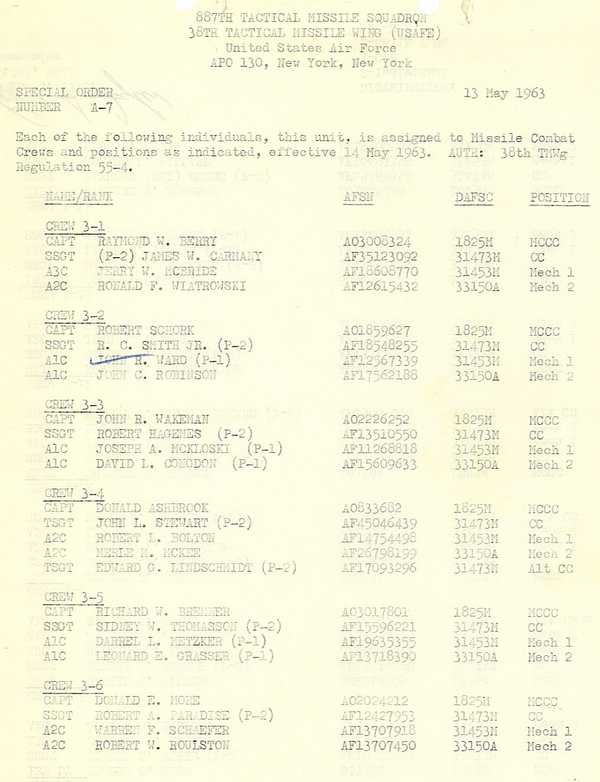 887TH TACTICAL MISSILE SQUADRON
38TH TACTICAL MISSILE WING (USAFE)
United States Air Force
APO 130, New York, New York
SPECIAL ORDER 13 May 1963
NUMBER A-7
Each of the following individuals, this unit, is assigned to Missile Combat
Crews and positions as indicated, effective 14 May 1963. AUTH: 38th TMWg
Regulation 55-4.
NAME/RANK AFSN DAFSC POSITION
CREW 3-1
CAPT RAYMOND W. BERRY AO3008324 1825M MCCC
SSGT (P-2) JAMES W. CARMANY AF35123092 31473M CC
A3C JERRY W. MCBRIDE AF18608770 31453M Mech 1
A2C RONALD F. WIATROWSKI AF12615432 33150A Mech 2
CREW 3-2
CAPT ROBERT SCHORK AO1859627 1825M MCCC
SSGT R. C. SMITH JR. (P-2) AF18548255 31473M CC
A1C JOHN R. WARD (P-1) AF12567339 31453M Mech 1
A1C JOHN C. ROBINSON AF17562188 33150A Mech 2
CREW 3-3
CAPT JOHN R. WAKEMAN AO2226252 1825M MCCC
SSGT ROBERT HAGEMES (P-2) AF13510550 31473M CC
A1C JOSEPH A. MCKLOSKI (P-1) AF11268818 31453M Mech 1
A1C DAVID L. CONGDON (P-1) AF15609633 33150A Mech 2
CREW 3-4
CAPT DONALD ASHBROOK AO833682 1825M MCCC
TSGT JOHN L. STEWART (P-2) AF45046439 31473M CC
A2C ROBERT L. BOLTON AF14754498 31453M Mech 1
A2C MERLE M. MCKEE AF26798199 33150A Mech 2
TSGT EDWARD G. LINDSCHMIDT (P-2) AF17093296 31473M Alt CC
CREW 3-5
CAPT RICHARD W. BREMNER AO3017801 1825M MCCC
SSGT SIDNEY W. THOMASSON (P-2) AF15596221 31473M CC
A1C DARREL L. METZKER (P-1) AF19635355 31453M Mech 1
A1C LEONARD E. GRASSER (P-1) AF13718390 33150A Mech 2
CREW 3-6
CAPT DONALD E. MORE AO2024212 1825M MCCC
SSGT ROBERT A. PARADISE (P-2) AF12427953 31473M CC
A2C WARREN F. SCHAEFER AF13707918 31453M Mech 1
A2C ROBERT W. ROULSTON AF13707450 33150A Mech 2